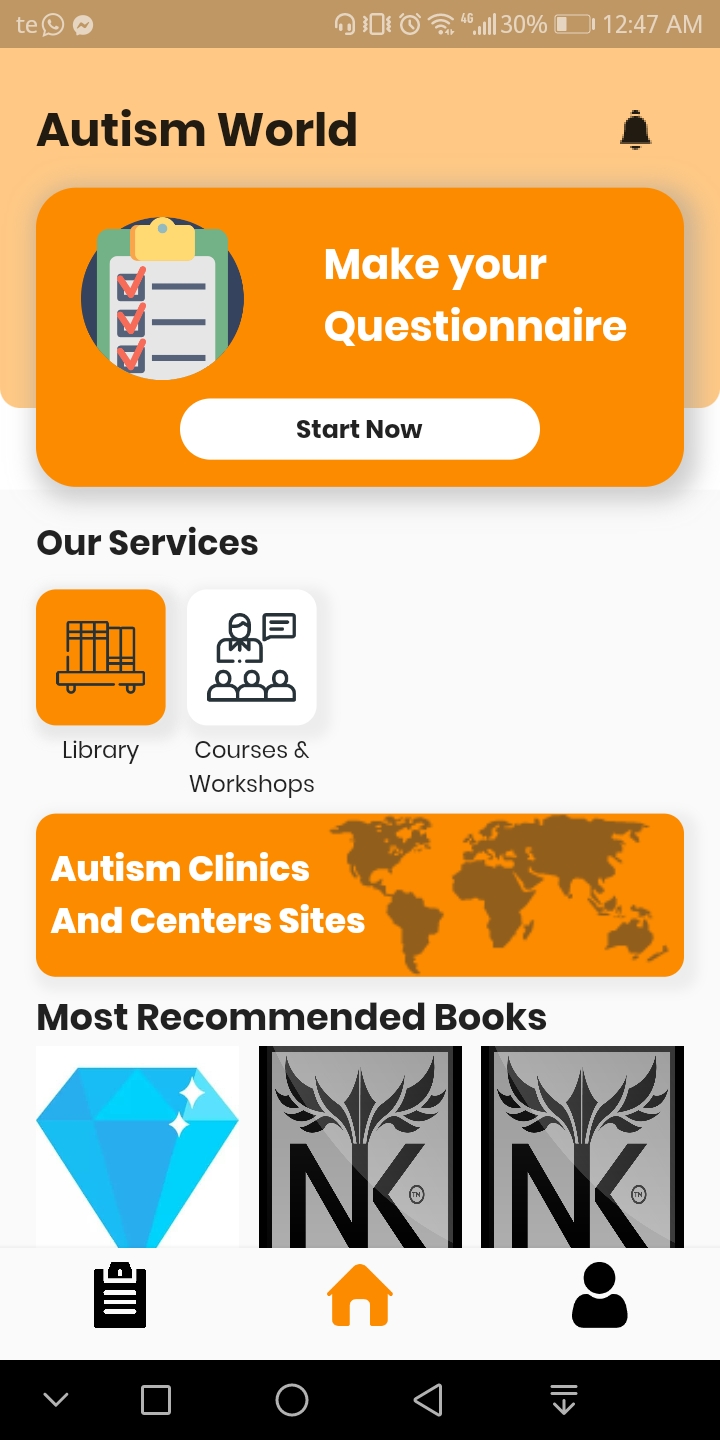 te 4G 30% 12:47 AM
Autism World
Make your
Questionnaire
Start Now
Our Services
Library
Courses &
Workshops
Autism Clinics
And Centers Sites
Most Recommended Books
NK TM NK TM